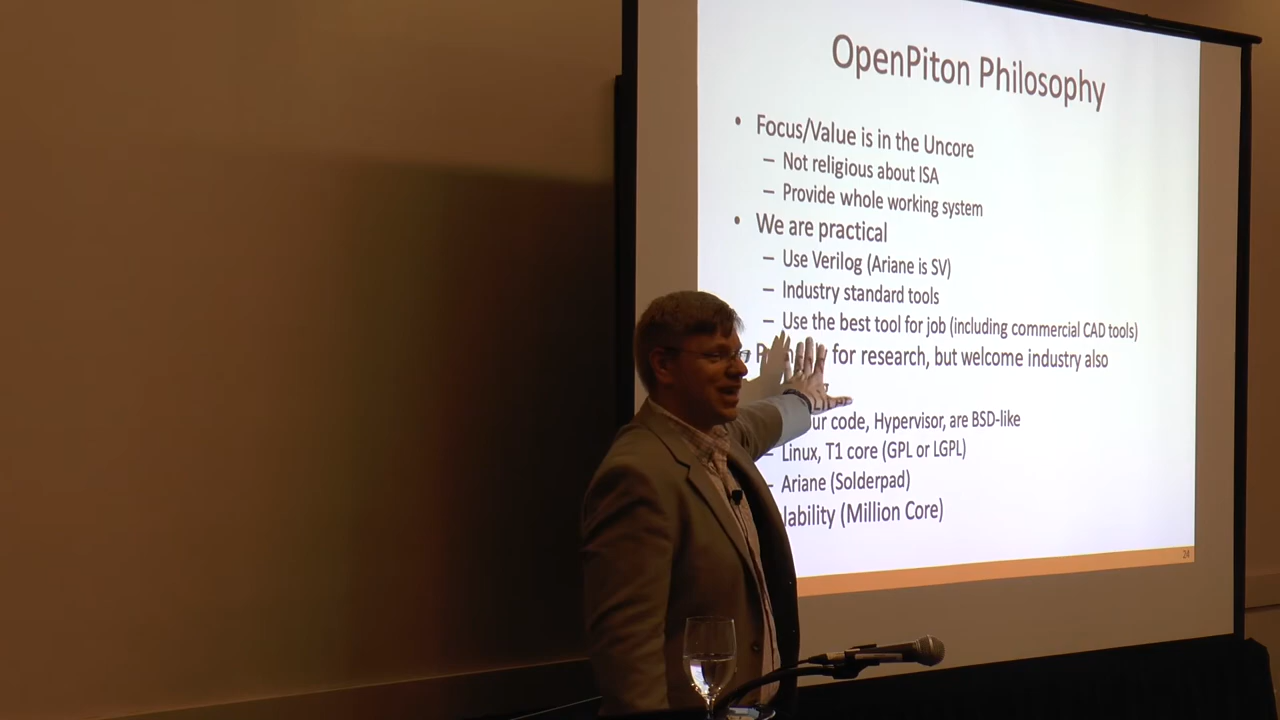 OpenPiton Philosophy
• Focus/Value is in the Uncore
– Not religious about ISA
– Provide whole working system
• We are practical
– Use Verilog (Ariane is SV)
– Industry standard tools
– Use the best tool for job (including commercial CAD tools)
for research, but welcome industry also
ur code, Hypervisor, are BSD-like
– Linux, T1 core (GPL or LGPL)
– Ariane (Solderpad)
lability (Million Core)
24